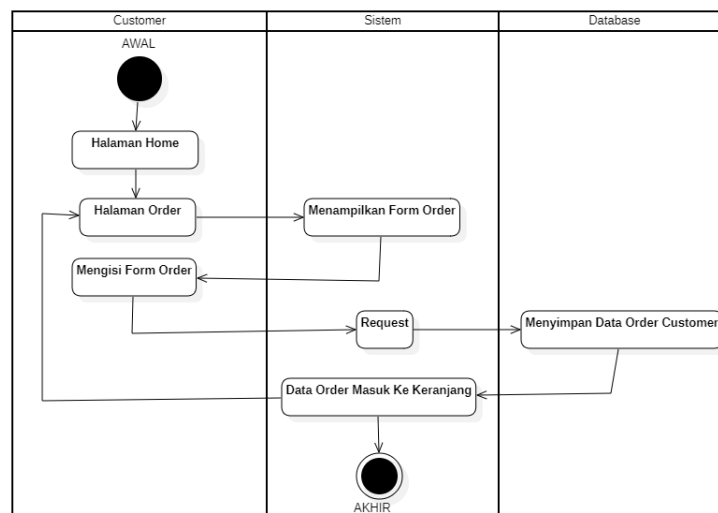 Customer
Sistem
Database
AWAL
Halaman Home
Halaman Order
Menampilkan Form Order
Mengisi Form Order
Request
Menyimpan Data Order Customer
Data Order Masuk Ke Keranjang
AKHIR